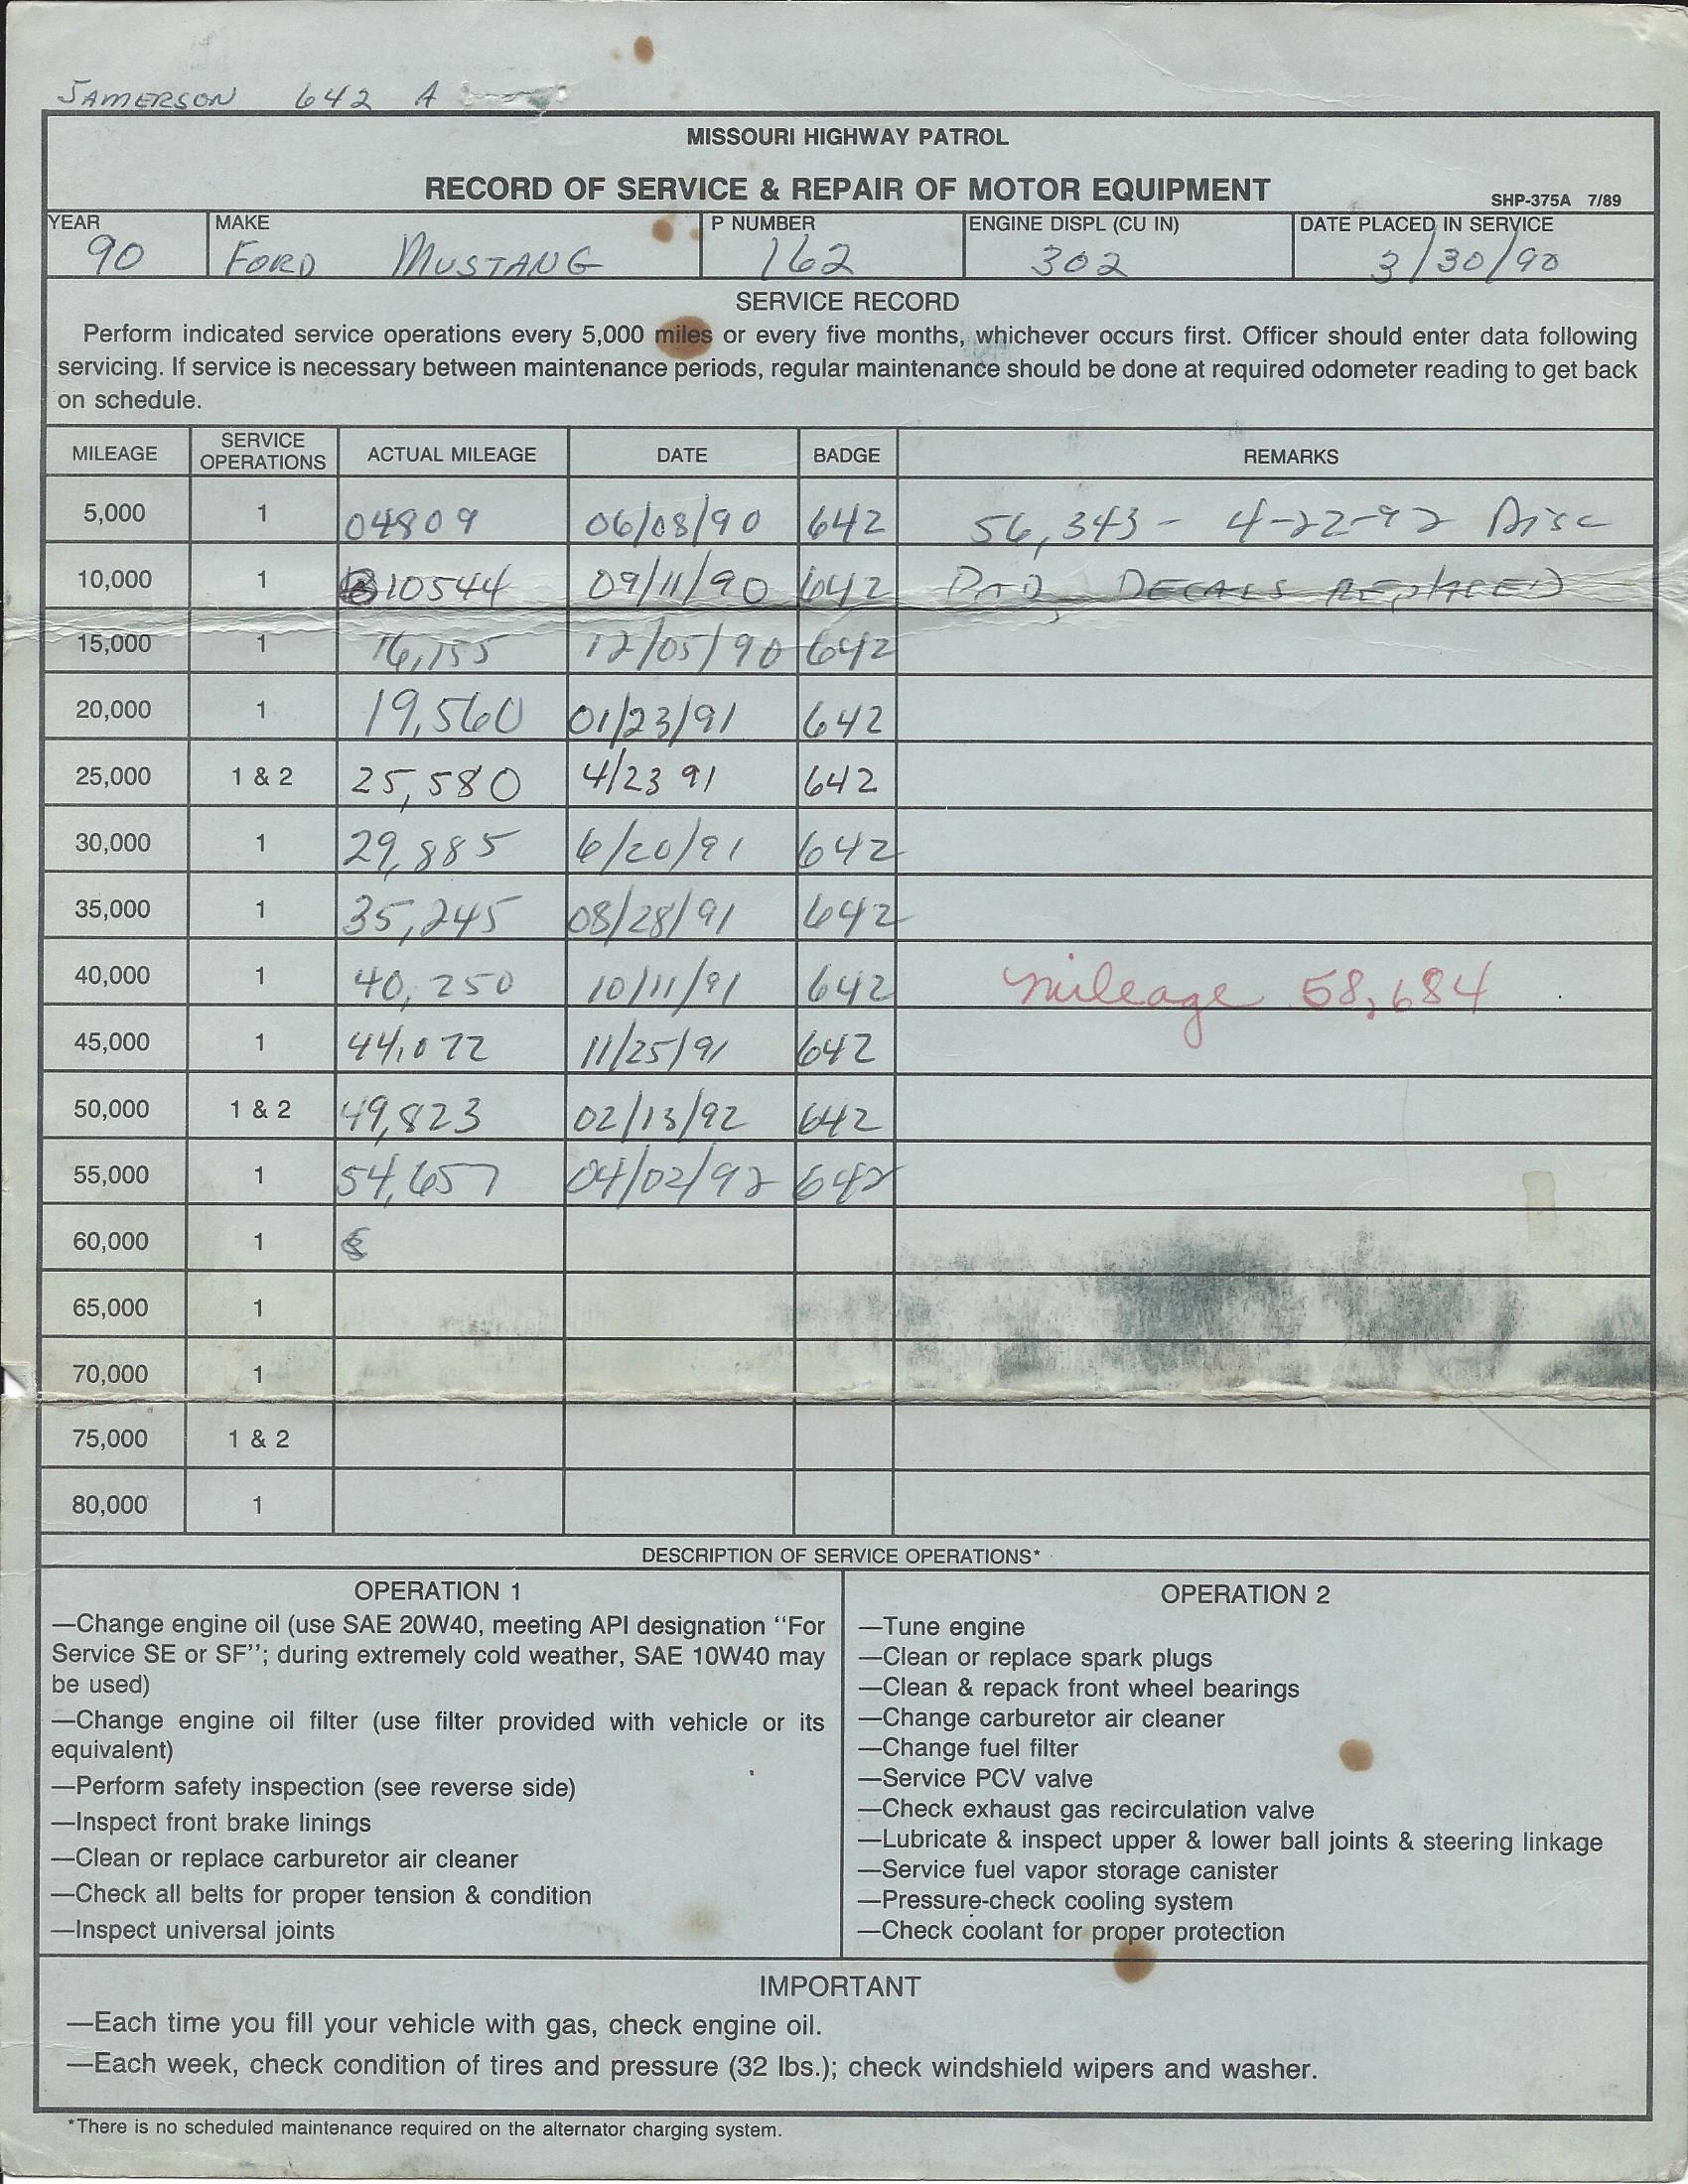 JAMERSON 642 A
MISSOURI HIGHWAY PATROL
RECORD OF SERVICE & REPAIR OF MOTOR EQUIPMENT
SHP-375A 7/89
YEAR MAKE P NUMBER ENGINE DISPL (CU IN) DATE PLACED IN SERVICE
90 FORD MUSTANG 162 302 3/30/90
SERVICE RECORD
Perform indicated service operations every 5,000 miles or every five months, whichever occurs first. Officer should enter data following
servicing. If service is necessary between maintenance periods, regular maintenance should be done at required odometer reading to get back
on schedule.
MILEAGE SERVICE OPERATIONS ACTUAL MILEAGE DATE BADGE REMARKS
5,000 1 04809 06/08/90 642 56,343 - 4-22-92 Disc
10,000 1 10544 09/11/90 642 DECALS REPLACED
15,000 1 16,155 12/05/90 642
20,000 1 19,560 01/23/91 642
25,000 1 & 2 25,580 4/23 91 642
30,000 1 29,885 6/20/91 642
35,000 1 35,245 08/28/91 642
40,000 1 40,250 10/11/91 642 mileage 58,684
45,000 1 44,072 11/25/91 642
50,000 1 & 2 49,823 02/13/92 642
55,000 1 54,657 04/02/92 642
60,000 1
65,000 1
70,000 1
75,000 1 & 2
80,000 1
DESCRIPTION OF SERVICE OPERATIONS*
OPERATION 1
—Change engine oil (use SAE 20W40, meeting API designation "For
Service SE or SF"; during extremely cold weather, SAE 10W40 may
be used)
—Change engine oil filter (use filter provided with vehicle or its
equivalent)
—Perform safety inspection (see reverse side)
—Inspect front brake linings
—Clean or replace carburetor air cleaner
—Check all belts for proper tension & condition
—Inspect universal joints
OPERATION 2
—Tune engine
—Clean or replace spark plugs
—Clean & repack front wheel bearings
—Change carburetor air cleaner
—Change fuel filter
—Service PCV valve
—Check exhaust gas recirculation valve
—Lubricate & inspect upper & lower ball joints & steering linkage
—Service fuel vapor storage canister
—Pressure-check cooling system
—Check coolant for proper protection
IMPORTANT
—Each time you fill your vehicle with gas, check engine oil.
—Each week, check condition of tires and pressure (32 lbs.); check windshield wipers and washer.
*There is no scheduled maintenance required on the alternator charging system.